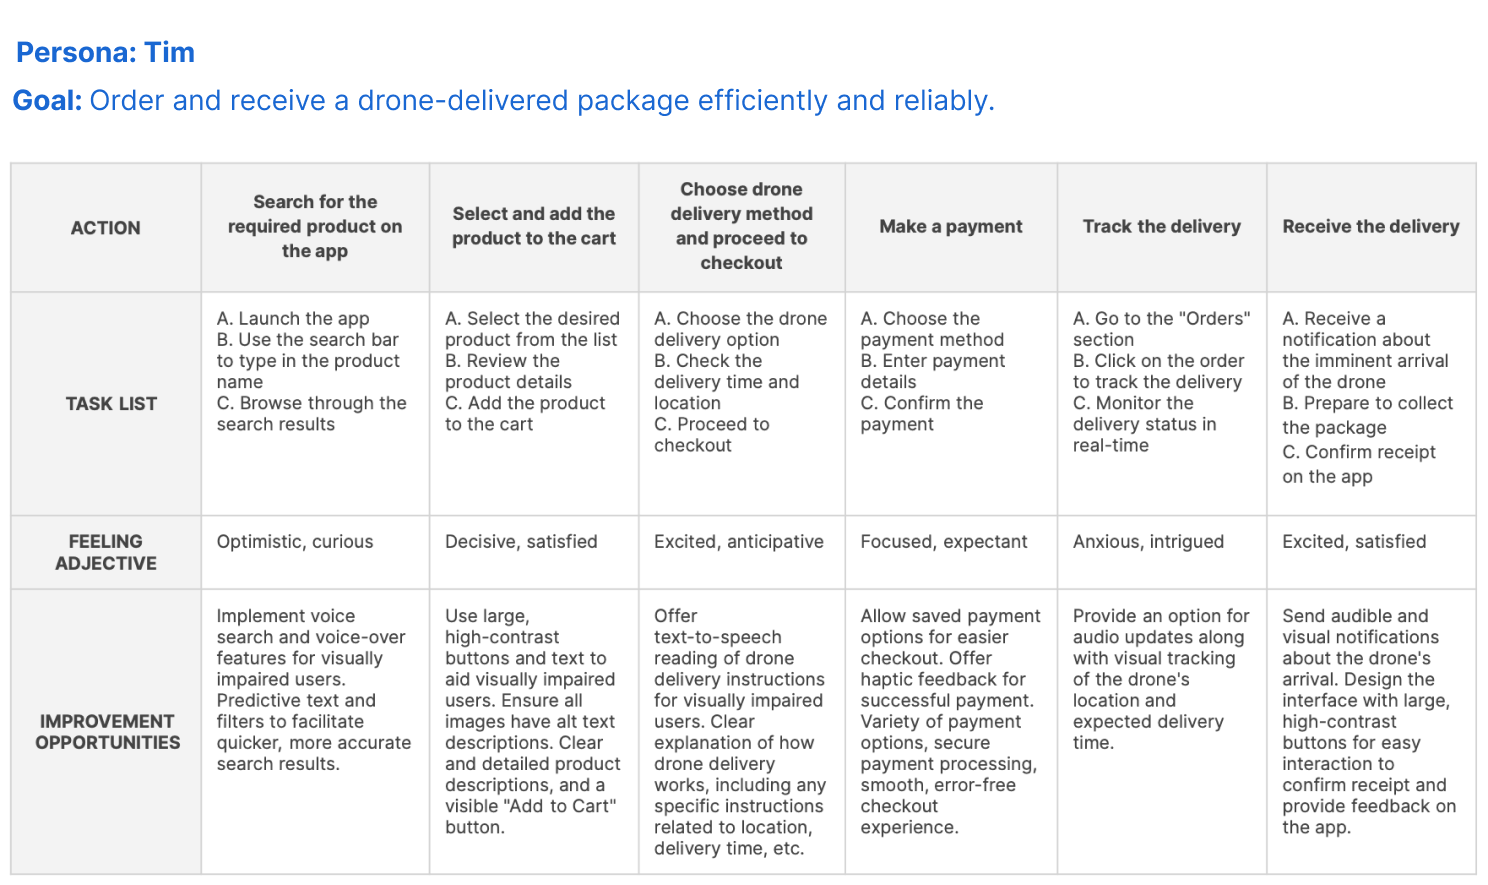 Persona: Tim
Goal: Order and receive a drone-delivered package efficiently and reliably.
ACTION
Search for the
required product on
the app
Select and add the
product to the cart
Choose drone
delivery method
and proceed to
checkout
Make a payment
Track the delivery
Receive the delivery
TASK LIST
A. Launch the app
B. Use the search bar
to type in the product
name
C. Browse through the
search results
A. Select the desired
product from the list
B. Review the
product details
C. Add the product
to the cart
A. Choose the drone
delivery option
B. Check the
delivery time and
location
C. Proceed to
checkout
A. Choose the
payment method
B. Enter payment
details
C. Confirm the
payment
A. Go to the "Orders"
section
B. Click on the order
to track the delivery
C. Monitor the
delivery status in
real-time
A. Receive a
notification about
the imminent arrival
of the drone
B. Prepare to collect
the package
C. Confirm receipt
on the app
FEELING
ADJECTIVE
Optimistic, curious
Decisive, satisfied
Excited, anticipative
Focused, expectant
Anxious, intrigued
Excited, satisfied
IMPROVEMENT
OPPORTUNITIES
Implement voice
search and voice-over
features for visually
impaired users.
Predictive text and
filters to facilitate
quicker, more accurate
search results.
Use large,
high-contrast
buttons and text to
aid visually impaired
users. Ensure all
images have alt text
descriptions. Clear
and detailed product
descriptions, and a
visible "Add to Cart"
button.
Offer
text-to-speech
reading of drone
delivery instructions
for visually impaired
users. Clear
explanation of how
drone delivery
works, including any
specific instructions
related to location,
delivery time, etc.
Allow saved payment
options for easier
checkout. Offer
haptic feedback for
successful payment.
Variety of payment
options, secure
payment processing,
smooth, error-free
checkout
experience.
Provide an option for
audio updates along
with visual tracking
of the drone's
location and
expected delivery
time.
Send audible and
visual notifications
about the drone's
arrival. Design the
interface with large,
high-contrast
buttons for easy
interaction to
confirm receipt and
provide feedback on
the app.